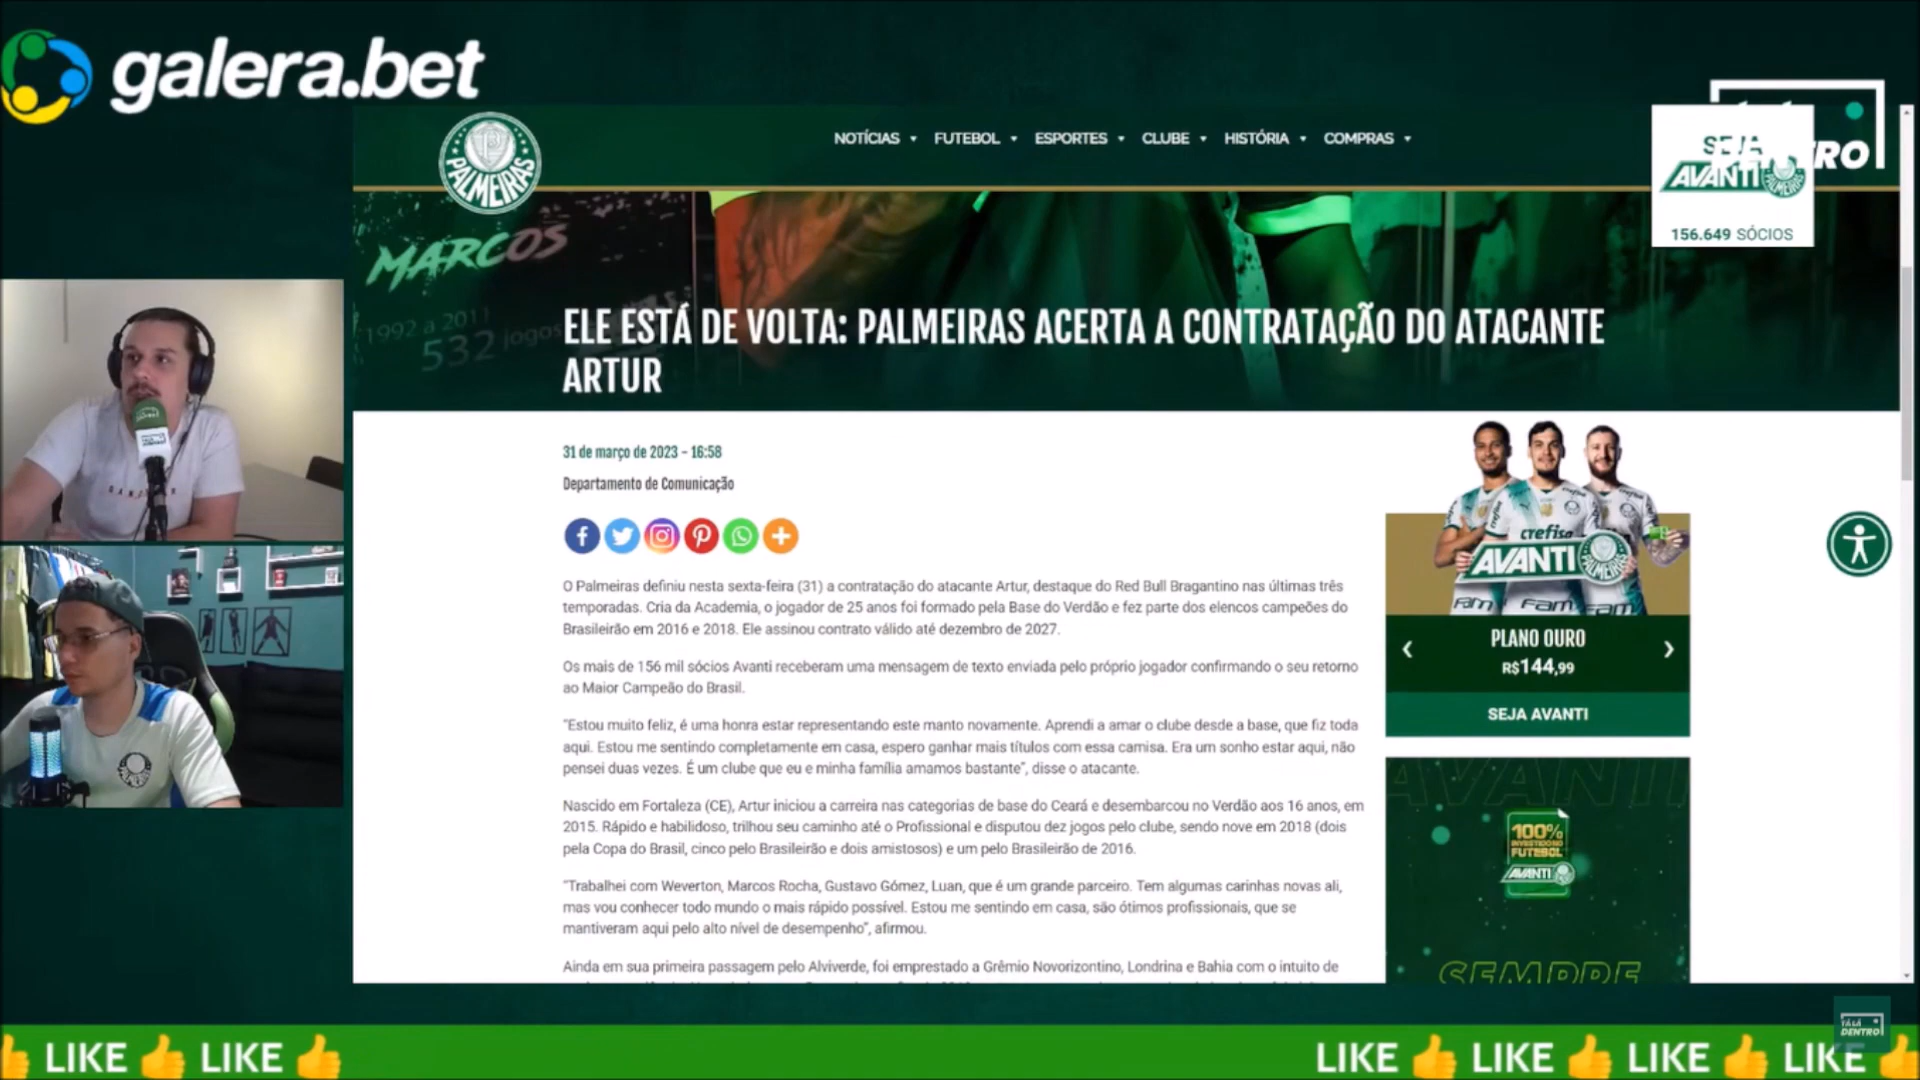 galera.bet
PALMEIRAS
NOTÍCIAS
FUTEBOL
ESPORTES
CLUBE
HISTÓRIA
COMPRAS
SEJA
AVANTI
DENTRO
156.649 SÓCIOS
MARCOS
1992 a 2011
532 jogos
ELE ESTÁ DE VOLTA: PALMEIRAS ACERTA A CONTRATAÇÃO DO ATACANTE
ARTUR
31 de março de 2023 – 16:58
Departamento de Comunicação
O Palmeiras definiu nesta sexta-feira (31) a contratação do atacante Artur, destaque do Red Bull Bragantino nas últimas três
temporadas. Cria da Academia, o jogador de 25 anos foi formado pela Base do Verdão e fez parte dos elencos campeões do
Brasileirão em 2016 e 2018. Ele assinou contrato válido até dezembro de 2027.
Os mais de 156 mil sócios Avanti receberam uma mensagem de texto enviada pelo próprio jogador confirmando o seu retorno
ao Maior Campeão do Brasil.
“Estou muito feliz, é uma honra estar representando este manto novamente. Aprendi a amar o clube desde a base, que fiz toda
aqui. Estou me sentindo completamente em casa, espero ganhar mais títulos com essa camisa. Era um sonho estar aqui, não
pensei duas vezes. É um clube que eu e minha família amamos bastante”, disse o atacante.
Nascido em Fortaleza (CE), Artur iniciou a carreira nas categorias de base do Ceará e desembarcou no Verdão aos 16 anos, em
2015. Rápido e habilidoso, trilhou seu caminho até o Profissional e disputou dez jogos pelo clube, sendo nove em 2018 (dois
pela Copa do Brasil, cinco pelo Brasileirão e dois amistosos) e um pelo Brasileirão de 2016.
“Trabalhei com Weverton, Marcos Rocha, Gustavo Gómez, Luan, que é um grande parceiro. Tem algumas carinhas novas ali,
mas vou conhecer todo mundo o mais rápido possível. Estou me sentindo em casa, são ótimos profissionais, que se
mantiveram aqui pelo alto nível de desempenho”, afirmou.
Ainda em sua primeira passagem pelo Alviverde, foi emprestado a Grêmio Novorizontino, Londrina e Bahia com o intuito de
crefisa
AVANTI
PALMEIRAS
FAM FAM FAM
PLANO OURO
R$144,99
SEJA AVANTI
AVANTI
100%
INVESTIDO NO
FUTEBOL
AVANTI
SEMPRE
TÁ LÁ
DENTRO
LIKE LIKE
LIKE LIKE LIKE LIKE